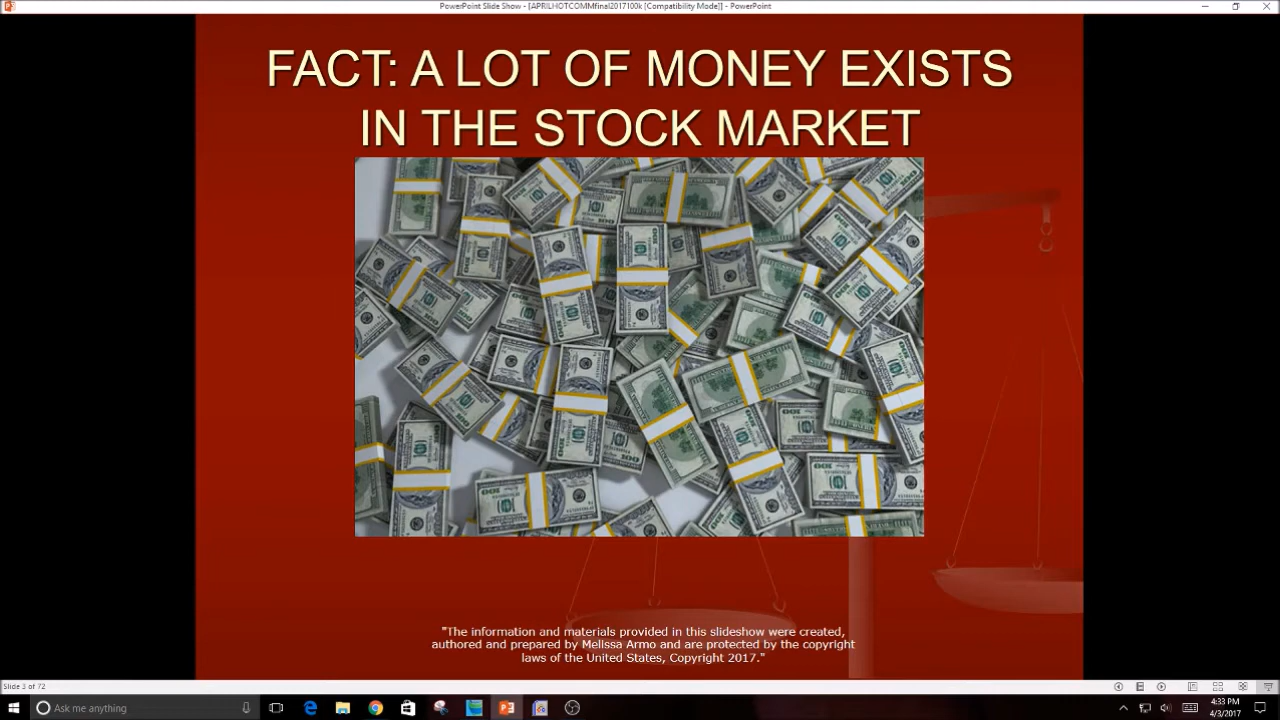 PowerPoint Slide Show - [APRILHOTCOMMfinal2017100k [Compatibility Mode]] - PowerPoint
FACT: A LOT OF MONEY EXISTS
IN THE STOCK MARKET
"The information and materials provided in this slideshow were created,
authored and prepared by Melissa Armo and are protected by the copyright
laws of the United States, Copyright 2017."
Slide 3 of 72
Ask me anything
4:33 PM
4/3/2017